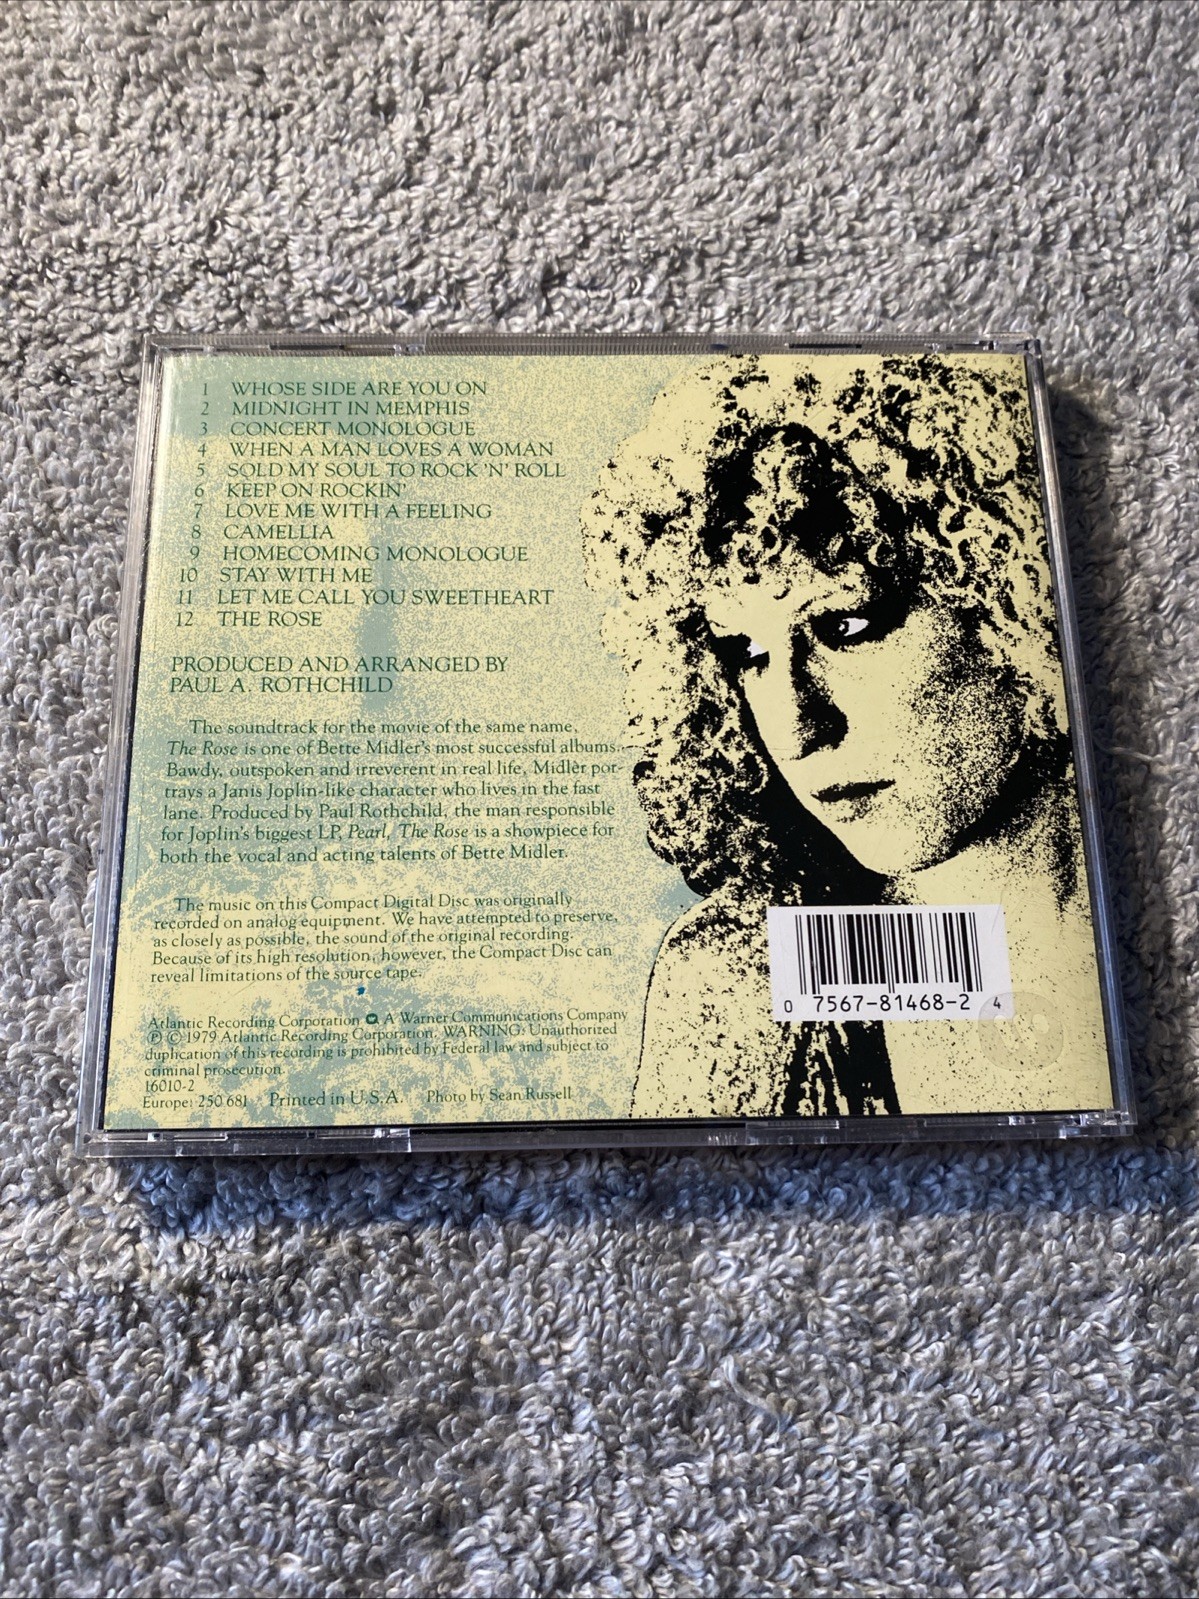 1 WHOSE SIDE ARE YOU ON
2 MIDNIGHT IN MEMPHIS
3 CONCERT MONOLOGUE
4 WHEN A MAN LOVES A WOMAN
5 SOLD MY SOUL TO ROCK 'N' ROLL
6 KEEP ON ROCKIN'
7 LOVE ME WITH A FEELING
8 CAMELLIA
9 HOMECOMING MONOLOGUE
10 STAY WITH ME
11 LET ME CALL YOU SWEETHEART
12 THE ROSE
PRODUCED AND ARRANGED BY
PAUL A. ROTHCHILD
The soundtrack for the movie of the same name,
The Rose is one of Bette Midler's most successful albums.
Bawdy, outspoken and irreverent in real life, Midler por-
trays a Janis Joplin-like character who lives in the fast
lane. Produced by Paul Rothchild, the man responsible
for Joplin's biggest LP, Pearl, The Rose is a showpiece for
both the vocal and acting talents of Bette Midler.
The music on this Compact Digital Disc was originally
recorded on analog equipment. We have attempted to preserve,
as closely as possible, the sound of the original recording.
Because of its high resolution, however, the Compact Disc can
reveal limitations of the source tape.
Atlantic Recording Corporation A Warner Communications Company
℗ © 1979 Atlantic Recording Corporation. WARNING: Unauthorized
duplication of this recording is prohibited by Federal law and subject to
criminal prosecution.
16010-2
Europe: 250 681 Printed in U.S.A. Photo by Sean Russell
0 7567-81468-2 4